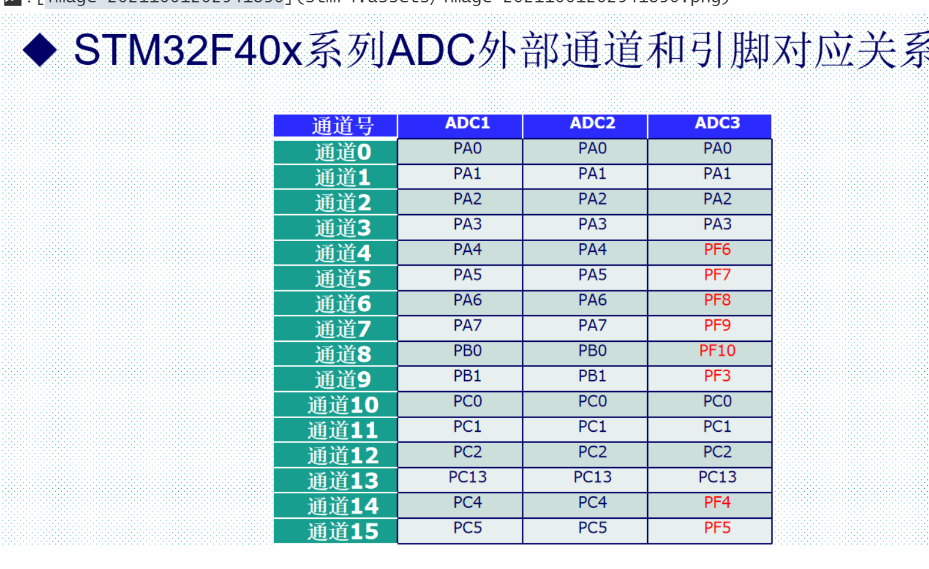 ◆ STM32F40x系列ADC外部通道和引脚对应关系
通道号 ADC1 ADC2 ADC3
通道0 PA0 PA0 PA0
通道1 PA1 PA1 PA1
通道2 PA2 PA2 PA2
通道3 PA3 PA3 PA3
通道4 PA4 PA4 PF6
通道5 PA5 PA5 PF7
通道6 PA6 PA6 PF8
通道7 PA7 PA7 PF9
通道8 PB0 PB0 PF10
通道9 PB1 PB1 PF3
通道10 PC0 PC0 PC0
通道11 PC1 PC1 PC1
通道12 PC2 PC2 PC2
通道13 PC13 PC13 PC13
通道14 PC4 PC4 PF4
通道15 PC5 PC5 PF5